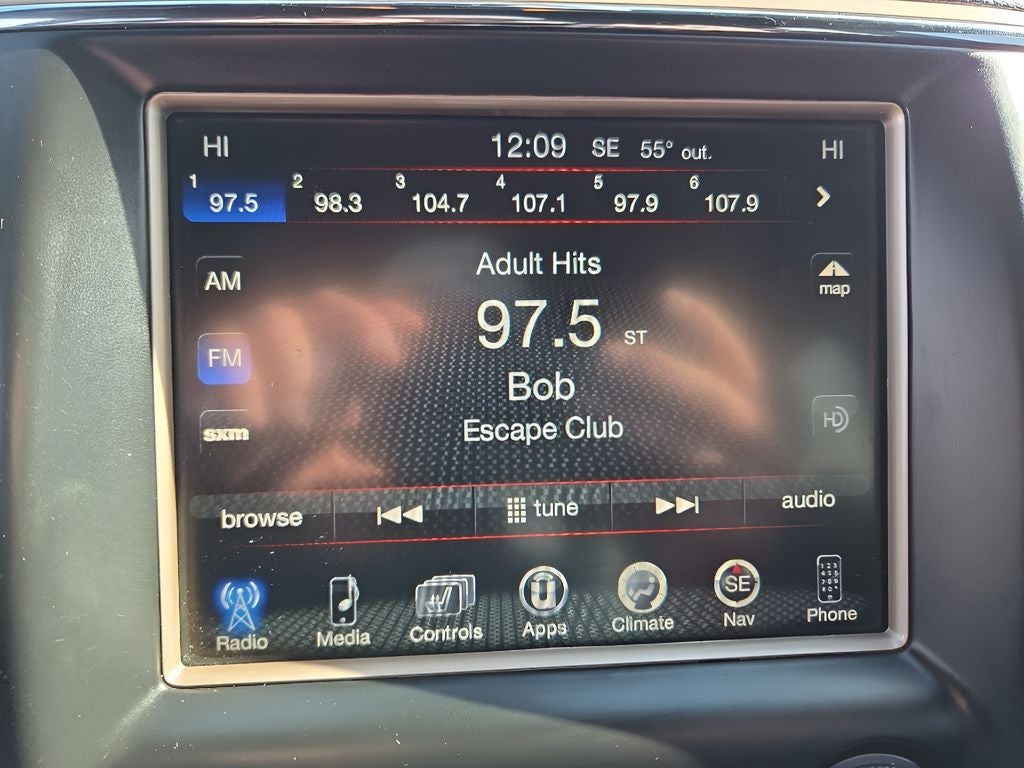 HI 12:09 SE 55° out. HI
1 2 3 4 5 6
97.5 98.3 104.7 107.1 97.9 107.9
Adult Hits
AM
map
97.5 ST
FM
Bob
HD
Escape Club
sxm
browse tune audio
SE
Radio Media Controls Apps Climate Nav Phone